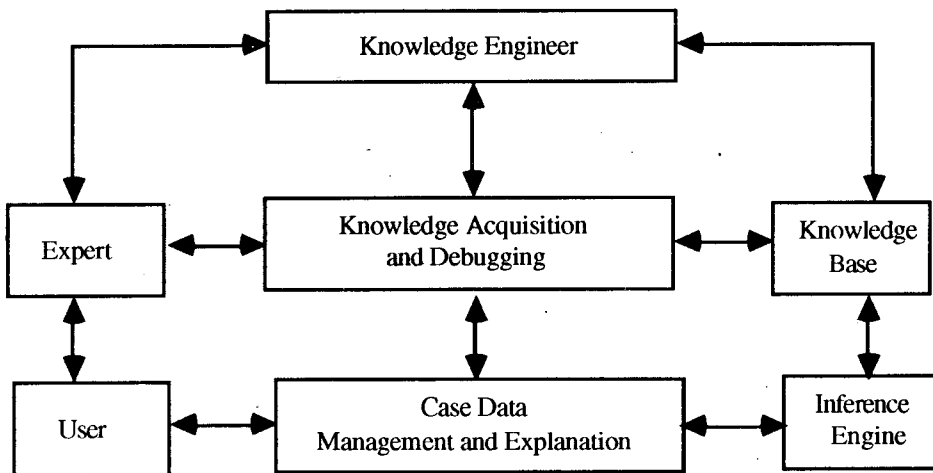 Knowledge Engineer
Expert
Knowledge Acquisition
and Debugging
Knowledge
Base
User
Case Data
Management and Explanation
Inference
Engine